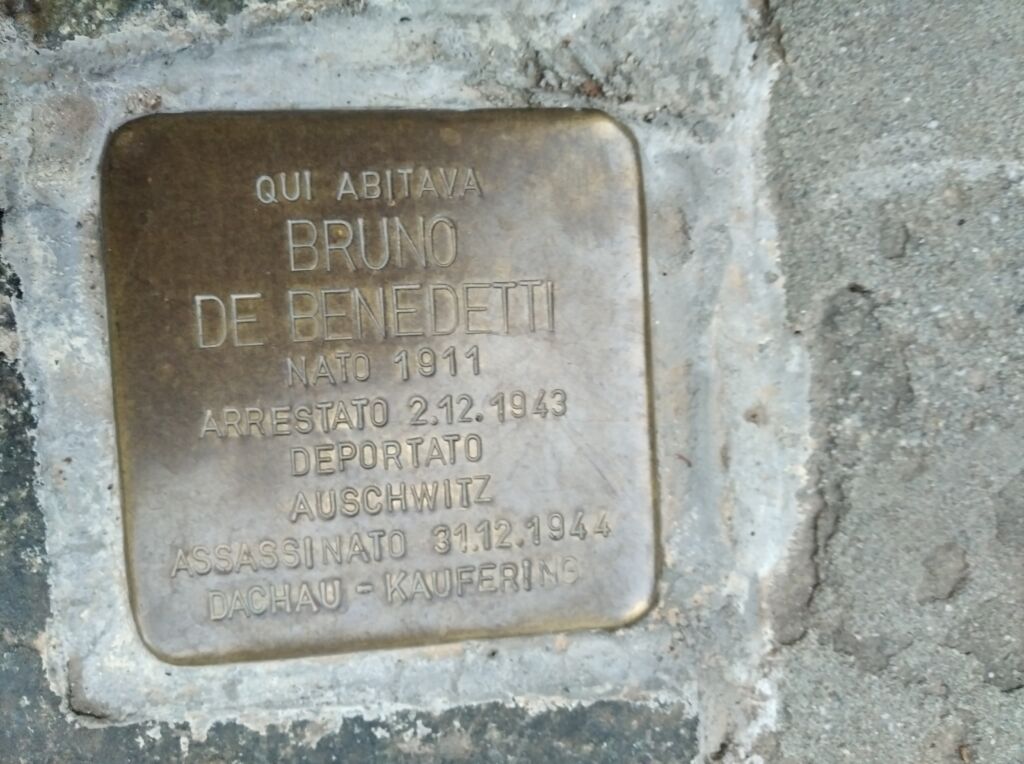 QUI ABITAVA
BRUNO
DE BENEDETTI
NATO 1911
ARRESTATO 2.12.1943
DEPORTATO
AUSCHWITZ
ASSASSINATO 31.12.1944
DACHAU - KAUFERING